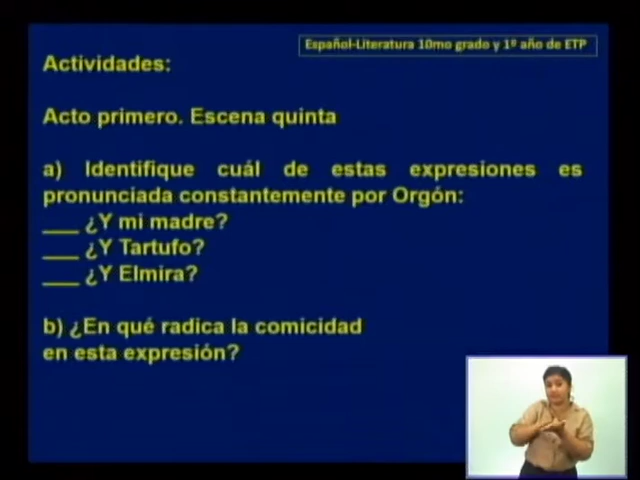 Español-Literatura 10mo grado y 1º año de ETP
Actividades:
Acto primero. Escena quinta
a) Identifique cuál de estas expresiones es
pronunciada constantemente por Orgón:
___ ¿Y mi madre?
___ ¿Y Tartufo?
___ ¿Y Elmira?
b) ¿En qué radica la comicidad
en esta expresión?